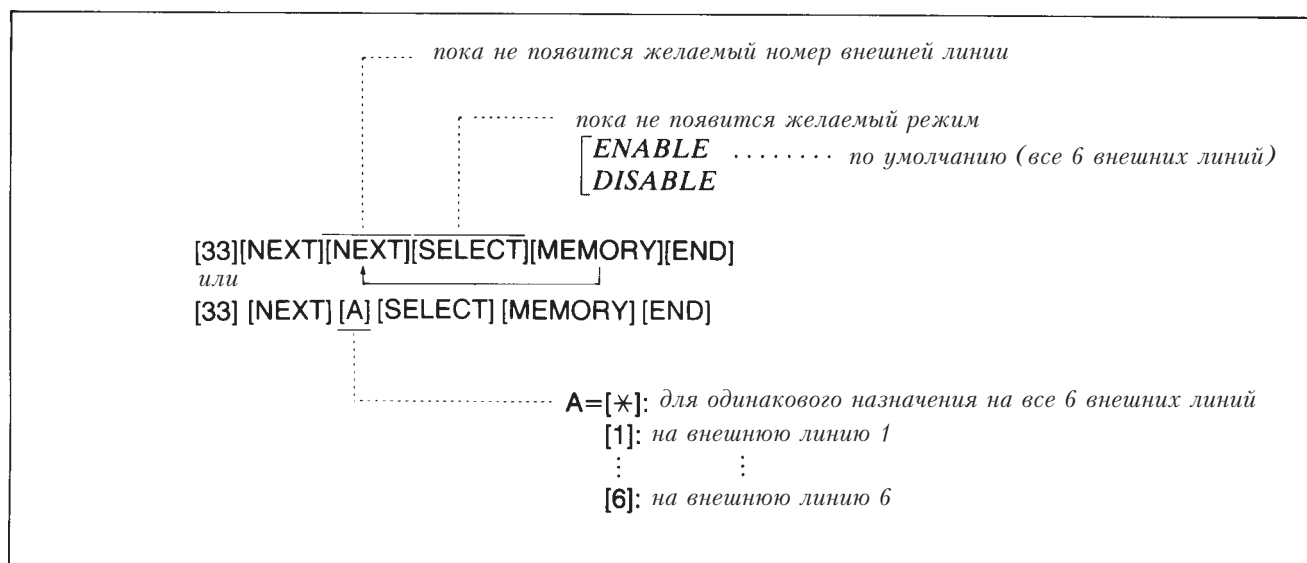 пока не появится желаемый номер внешней линии
пока не появится желаемый режим
ENABLE ........ по умолчанию (все 6 внешних линий)
DISABLE
[33][NEXT][NEXT][SELECT][MEMORY][END]
или
[33] [NEXT] [A] [SELECT] [MEMORY] [END]
A=[✳]: для одинакового назначения на все 6 внешних линий
[1]: на внешнюю линию 1
⋮ ⋮
[6]: на внешнюю линию 6